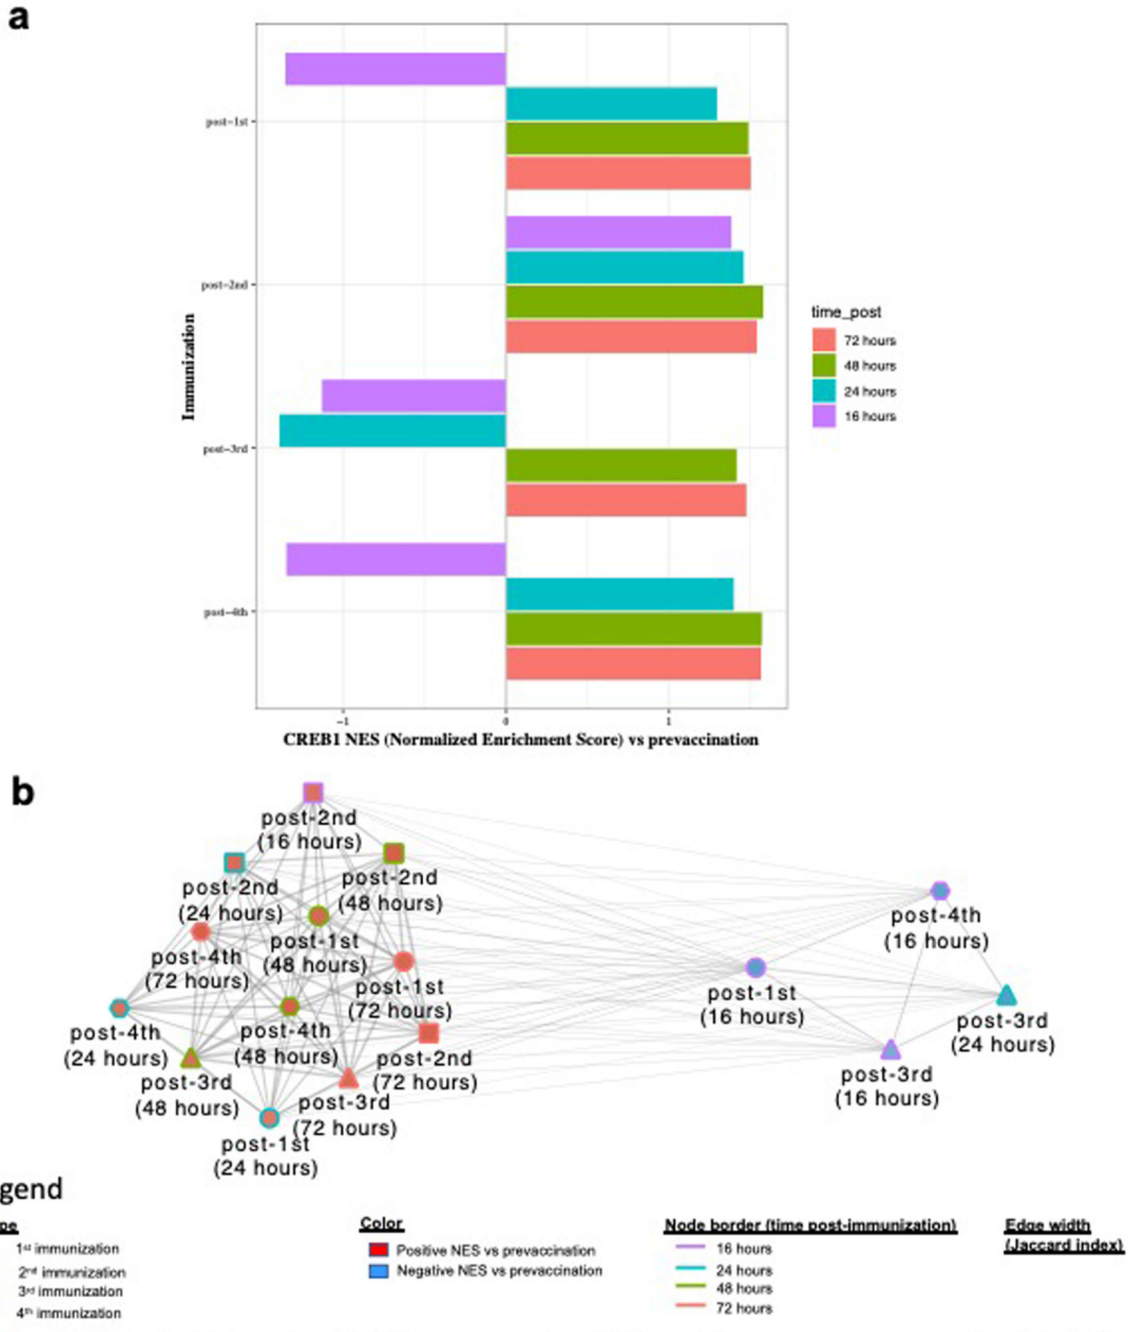 a
post-1st
post-2nd
post-3rd
post-4th
Immunization
-1
0
1
CREB1 NES (Normalized Enrichment Score) vs prevaccination
time_post
72 hours
48 hours
24 hours
16 hours
b
post-2nd
(16 hours)
post-2nd
(24 hours)
post-2nd
(48 hours)
post-1st
(48 hours)
post-4th
(72 hours)
post-1st
(72 hours)
post-4th
(24 hours)
post-4th
(48 hours)
post-2nd
(72 hours)
post-3rd
(48 hours)
post-3rd
(72 hours)
post-1st
(24 hours)
post-4th
(16 hours)
post-1st
(16 hours)
post-3rd
(24 hours)
post-3rd
(16 hours)
gend
pe
1st immunization
2nd immunization
3rd immunization
4th immunization
Color
Positive NES vs prevaccination
Negative NES vs prevaccination
Node border (time post-immunization)
16 hours
24 hours
48 hours
72 hours
Edge width
(Jaccard index)